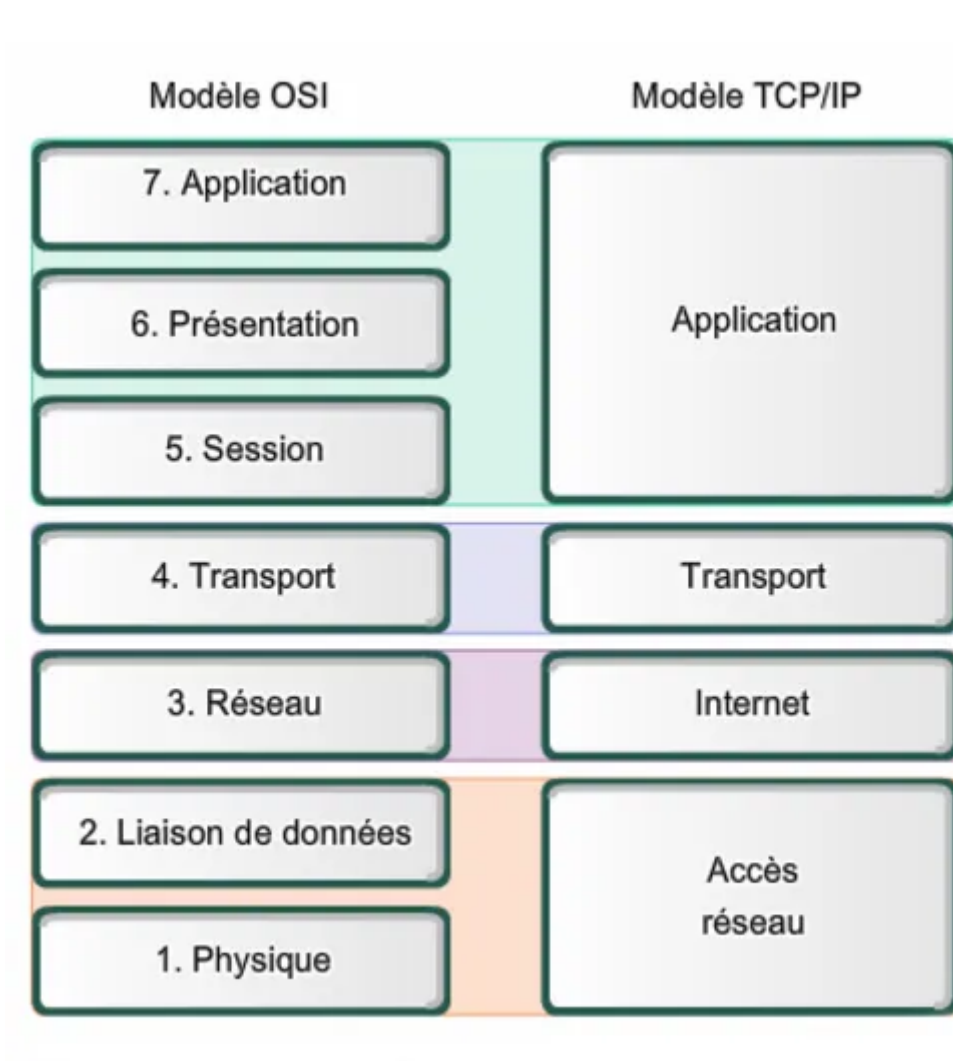 Modèle OSI
Modèle TCP/IP
7. Application
6. Présentation
5. Session
4. Transport
3. Réseau
2. Liaison de données
1. Physique
Application
Transport
Internet
Accès
réseau